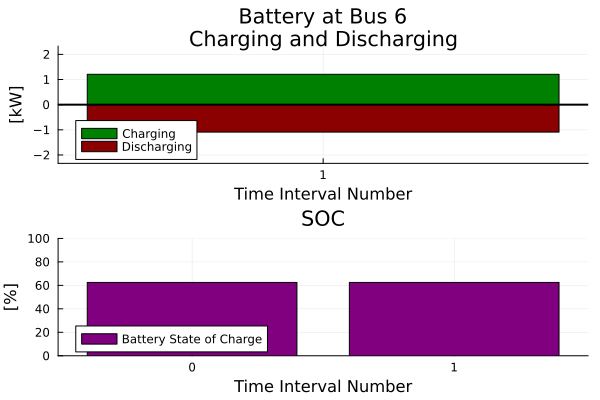 Battery at Bus 6
Charging and Discharging
[kW]
2
1
0
−1
−2
Charging
Discharging
1
Time Interval Number
SOC
[%]
100
80
60
40
20
0
Battery State of Charge
0 1
Time Interval Number